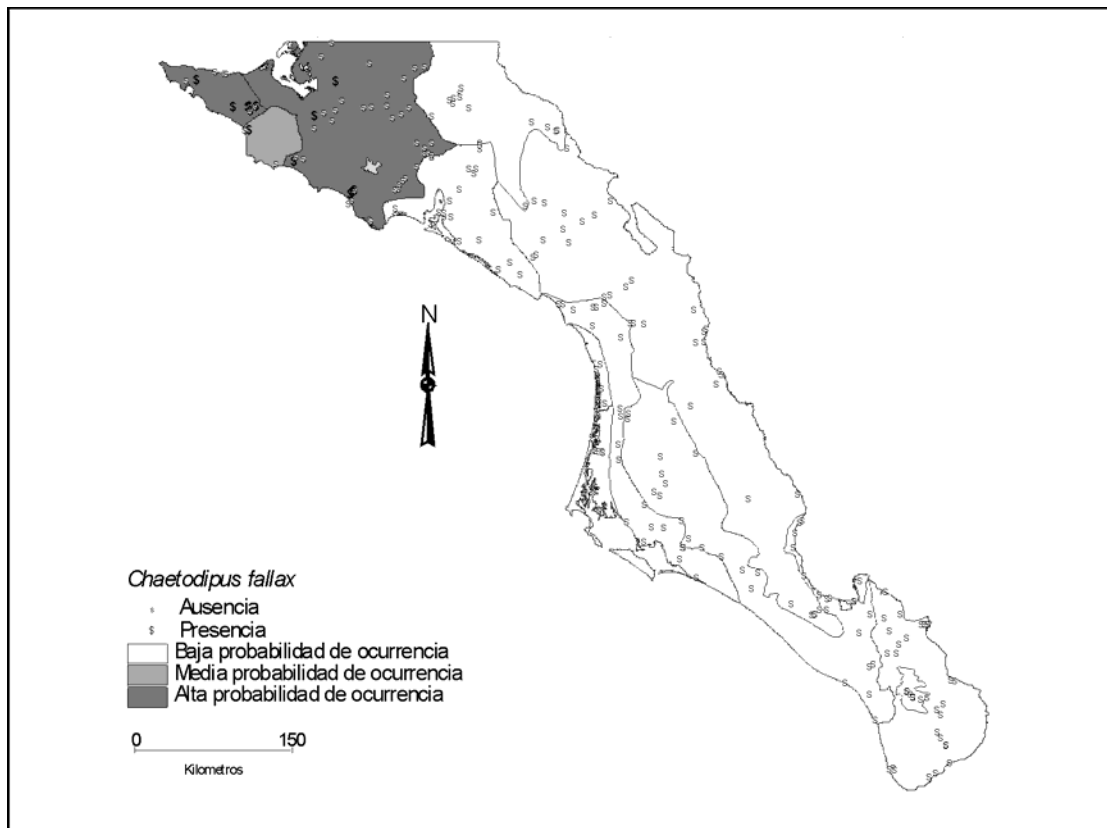 N
Chaetodipus fallax
s Ausencia
$ Presencia
Baja probabilidad de ocurrencia
Media probabilidad de ocurrencia
Alta probabilidad de ocurrencia
0 150
Kilometros